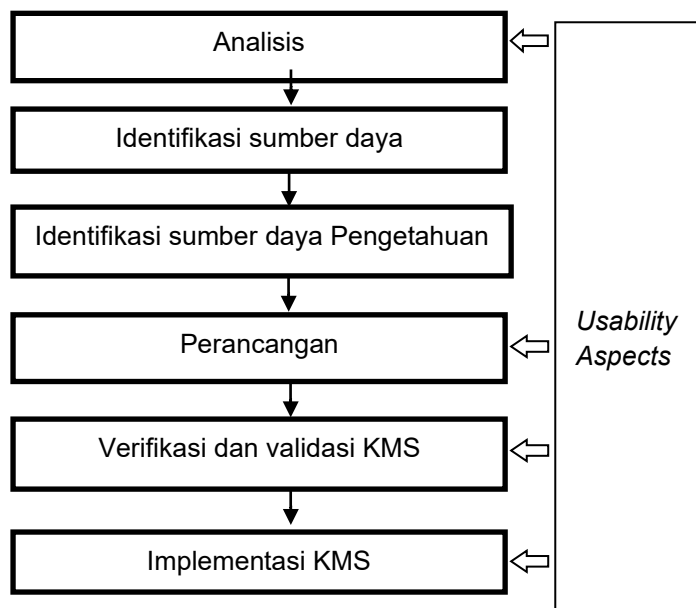 Analisis
Identifikasi sumber daya
Identifikasi sumber daya Pengetahuan
Perancangan
Verifikasi dan validasi KMS
Implementasi KMS
Usability
Aspects